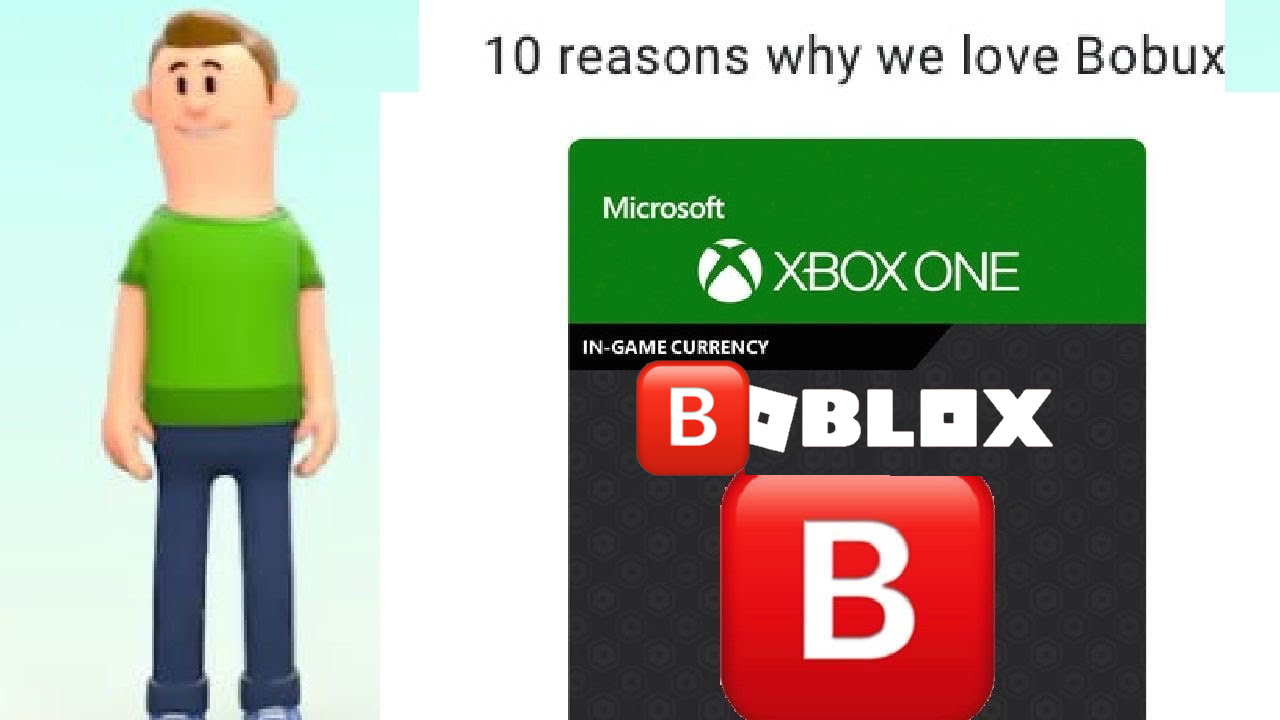 10 reasons why we love Bobux
Microsoft
XBOX ONE
IN-GAME CURRENCY
BOBLOX
B